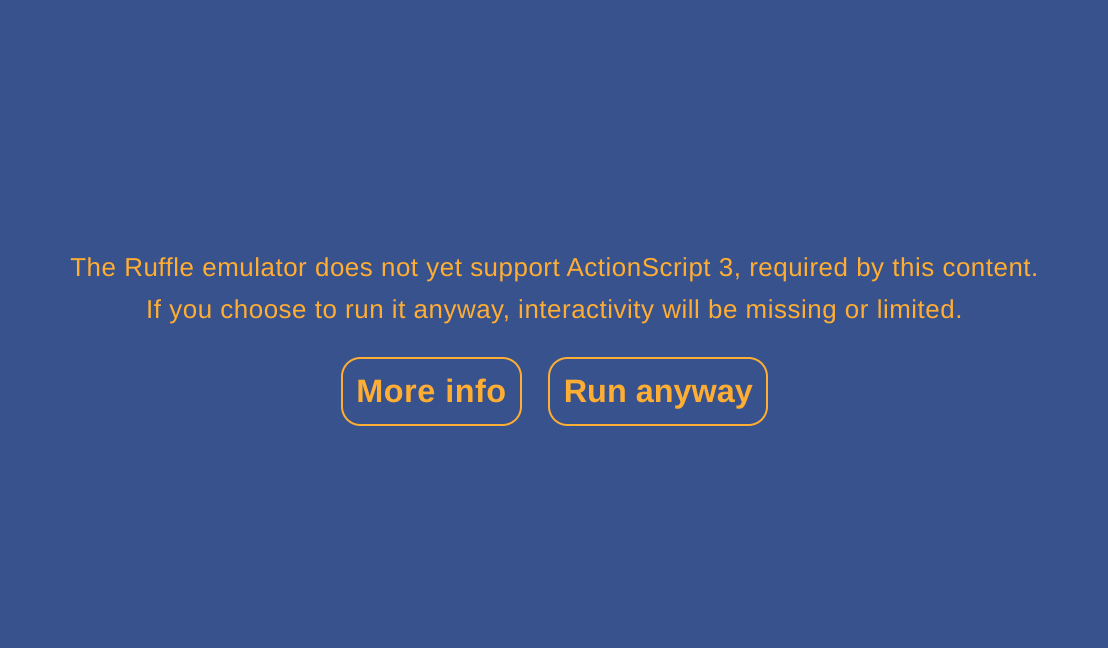 The Ruffle emulator does not yet support ActionScript 3, required by this content.
If you choose to run it anyway, interactivity will be missing or limited.
More info
Run anyway